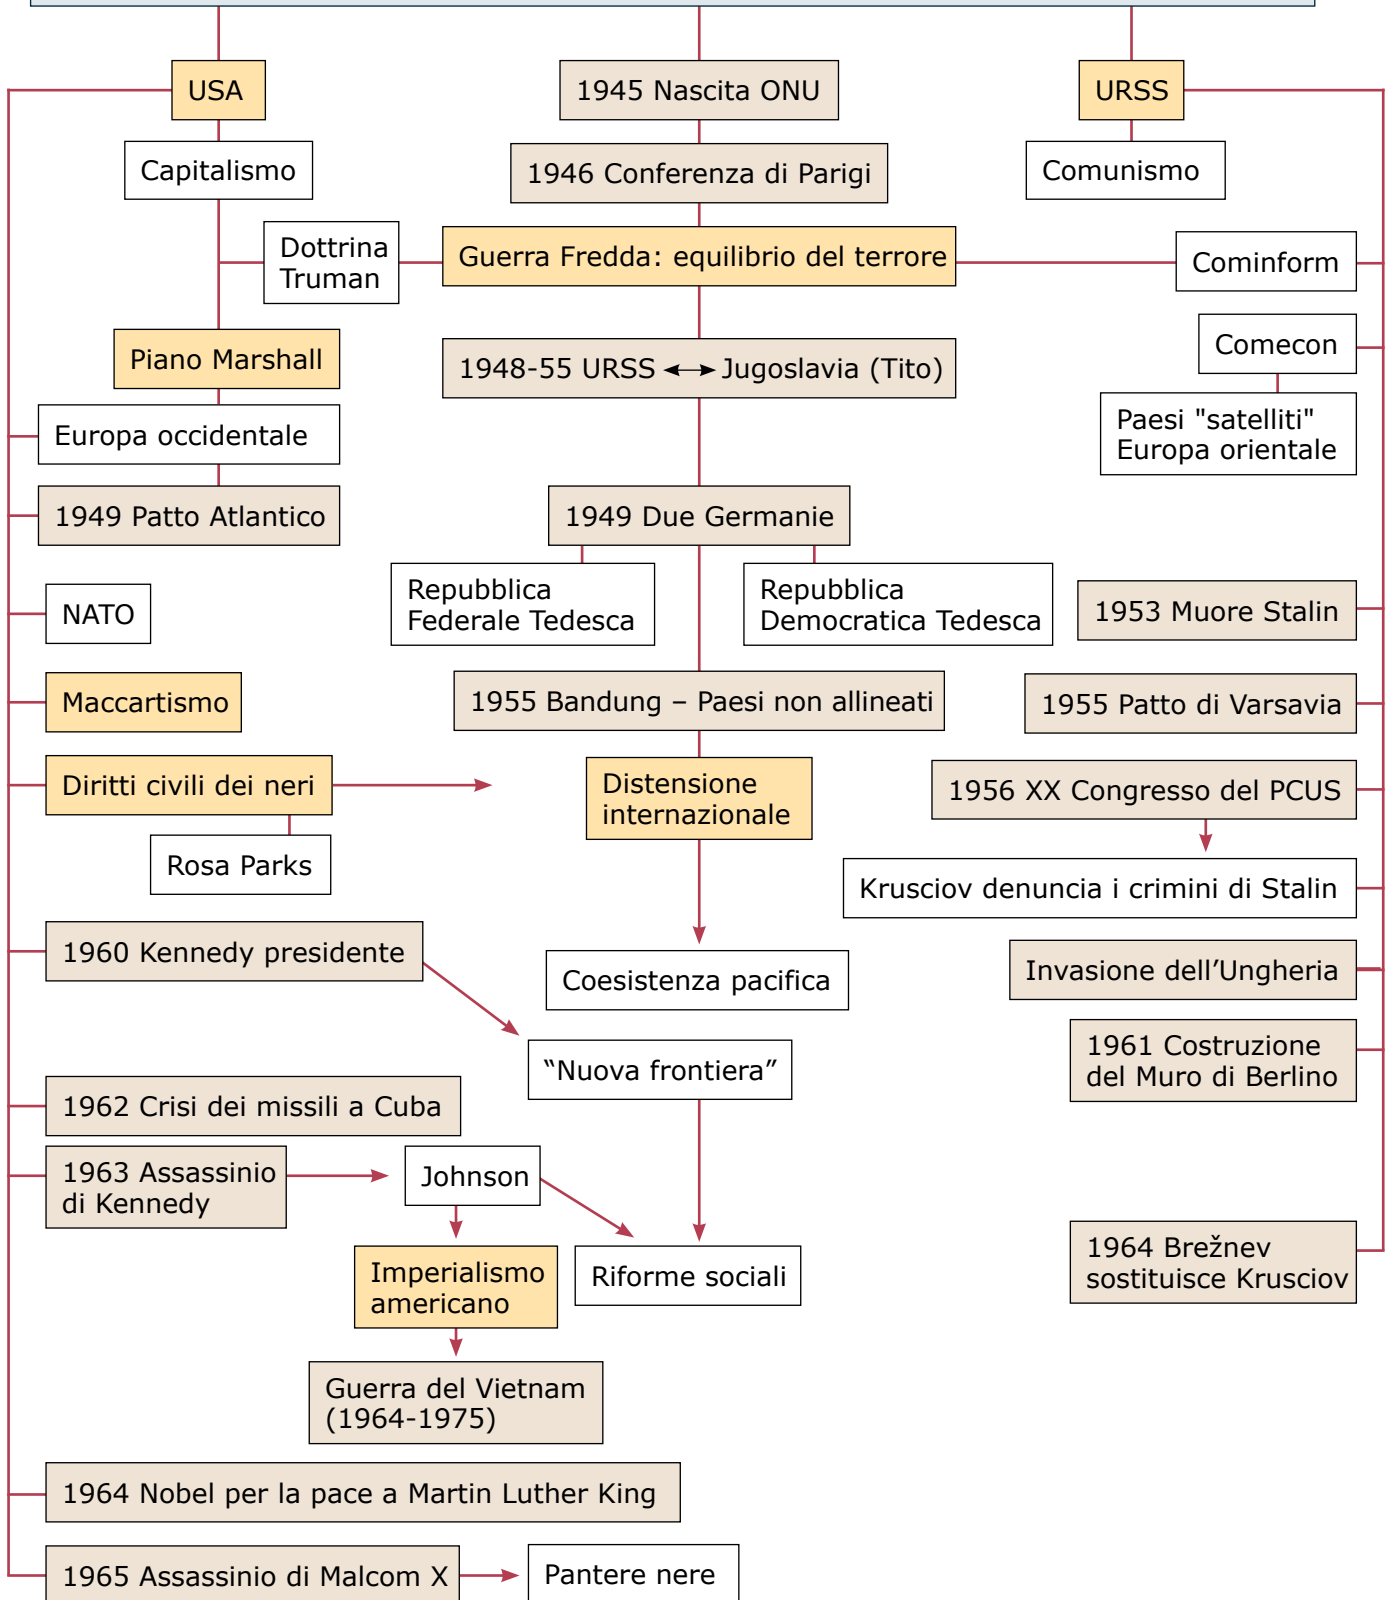 USA
1945 Nascita ONU
URSS
Capitalismo
1946 Conferenza di Parigi
Comunismo
Dottrina
Truman
Guerra Fredda: equilibrio del terrore
Cominform
Piano Marshall
1948-55 URSS ↔ Jugoslavia (Tito)
Comecon
Europa occidentale
Paesi "satelliti"
Europa orientale
1949 Patto Atlantico
1949 Due Germanie
NATO
Repubblica
Federale Tedesca
Repubblica
Democratica Tedesca
1953 Muore Stalin
Maccartismo
1955 Bandung – Paesi non allineati
1955 Patto di Varsavia
Diritti civili dei neri
Distensione
internazionale
1956 XX Congresso del PCUS
Rosa Parks
Krusciov denuncia i crimini di Stalin
1960 Kennedy presidente
Coesistenza pacifica
Invasione dell’Ungheria
“Nuova frontiera”
1961 Costruzione
del Muro di Berlino
1962 Crisi dei missili a Cuba
1963 Assassinio
di Kennedy
Johnson
Imperialismo
americano
Riforme sociali
1964 Brežnev
sostituisce Krusciov
Guerra del Vietnam
(1964-1975)
1964 Nobel per la pace a Martin Luther King
1965 Assassinio di Malcom X
Pantere nere